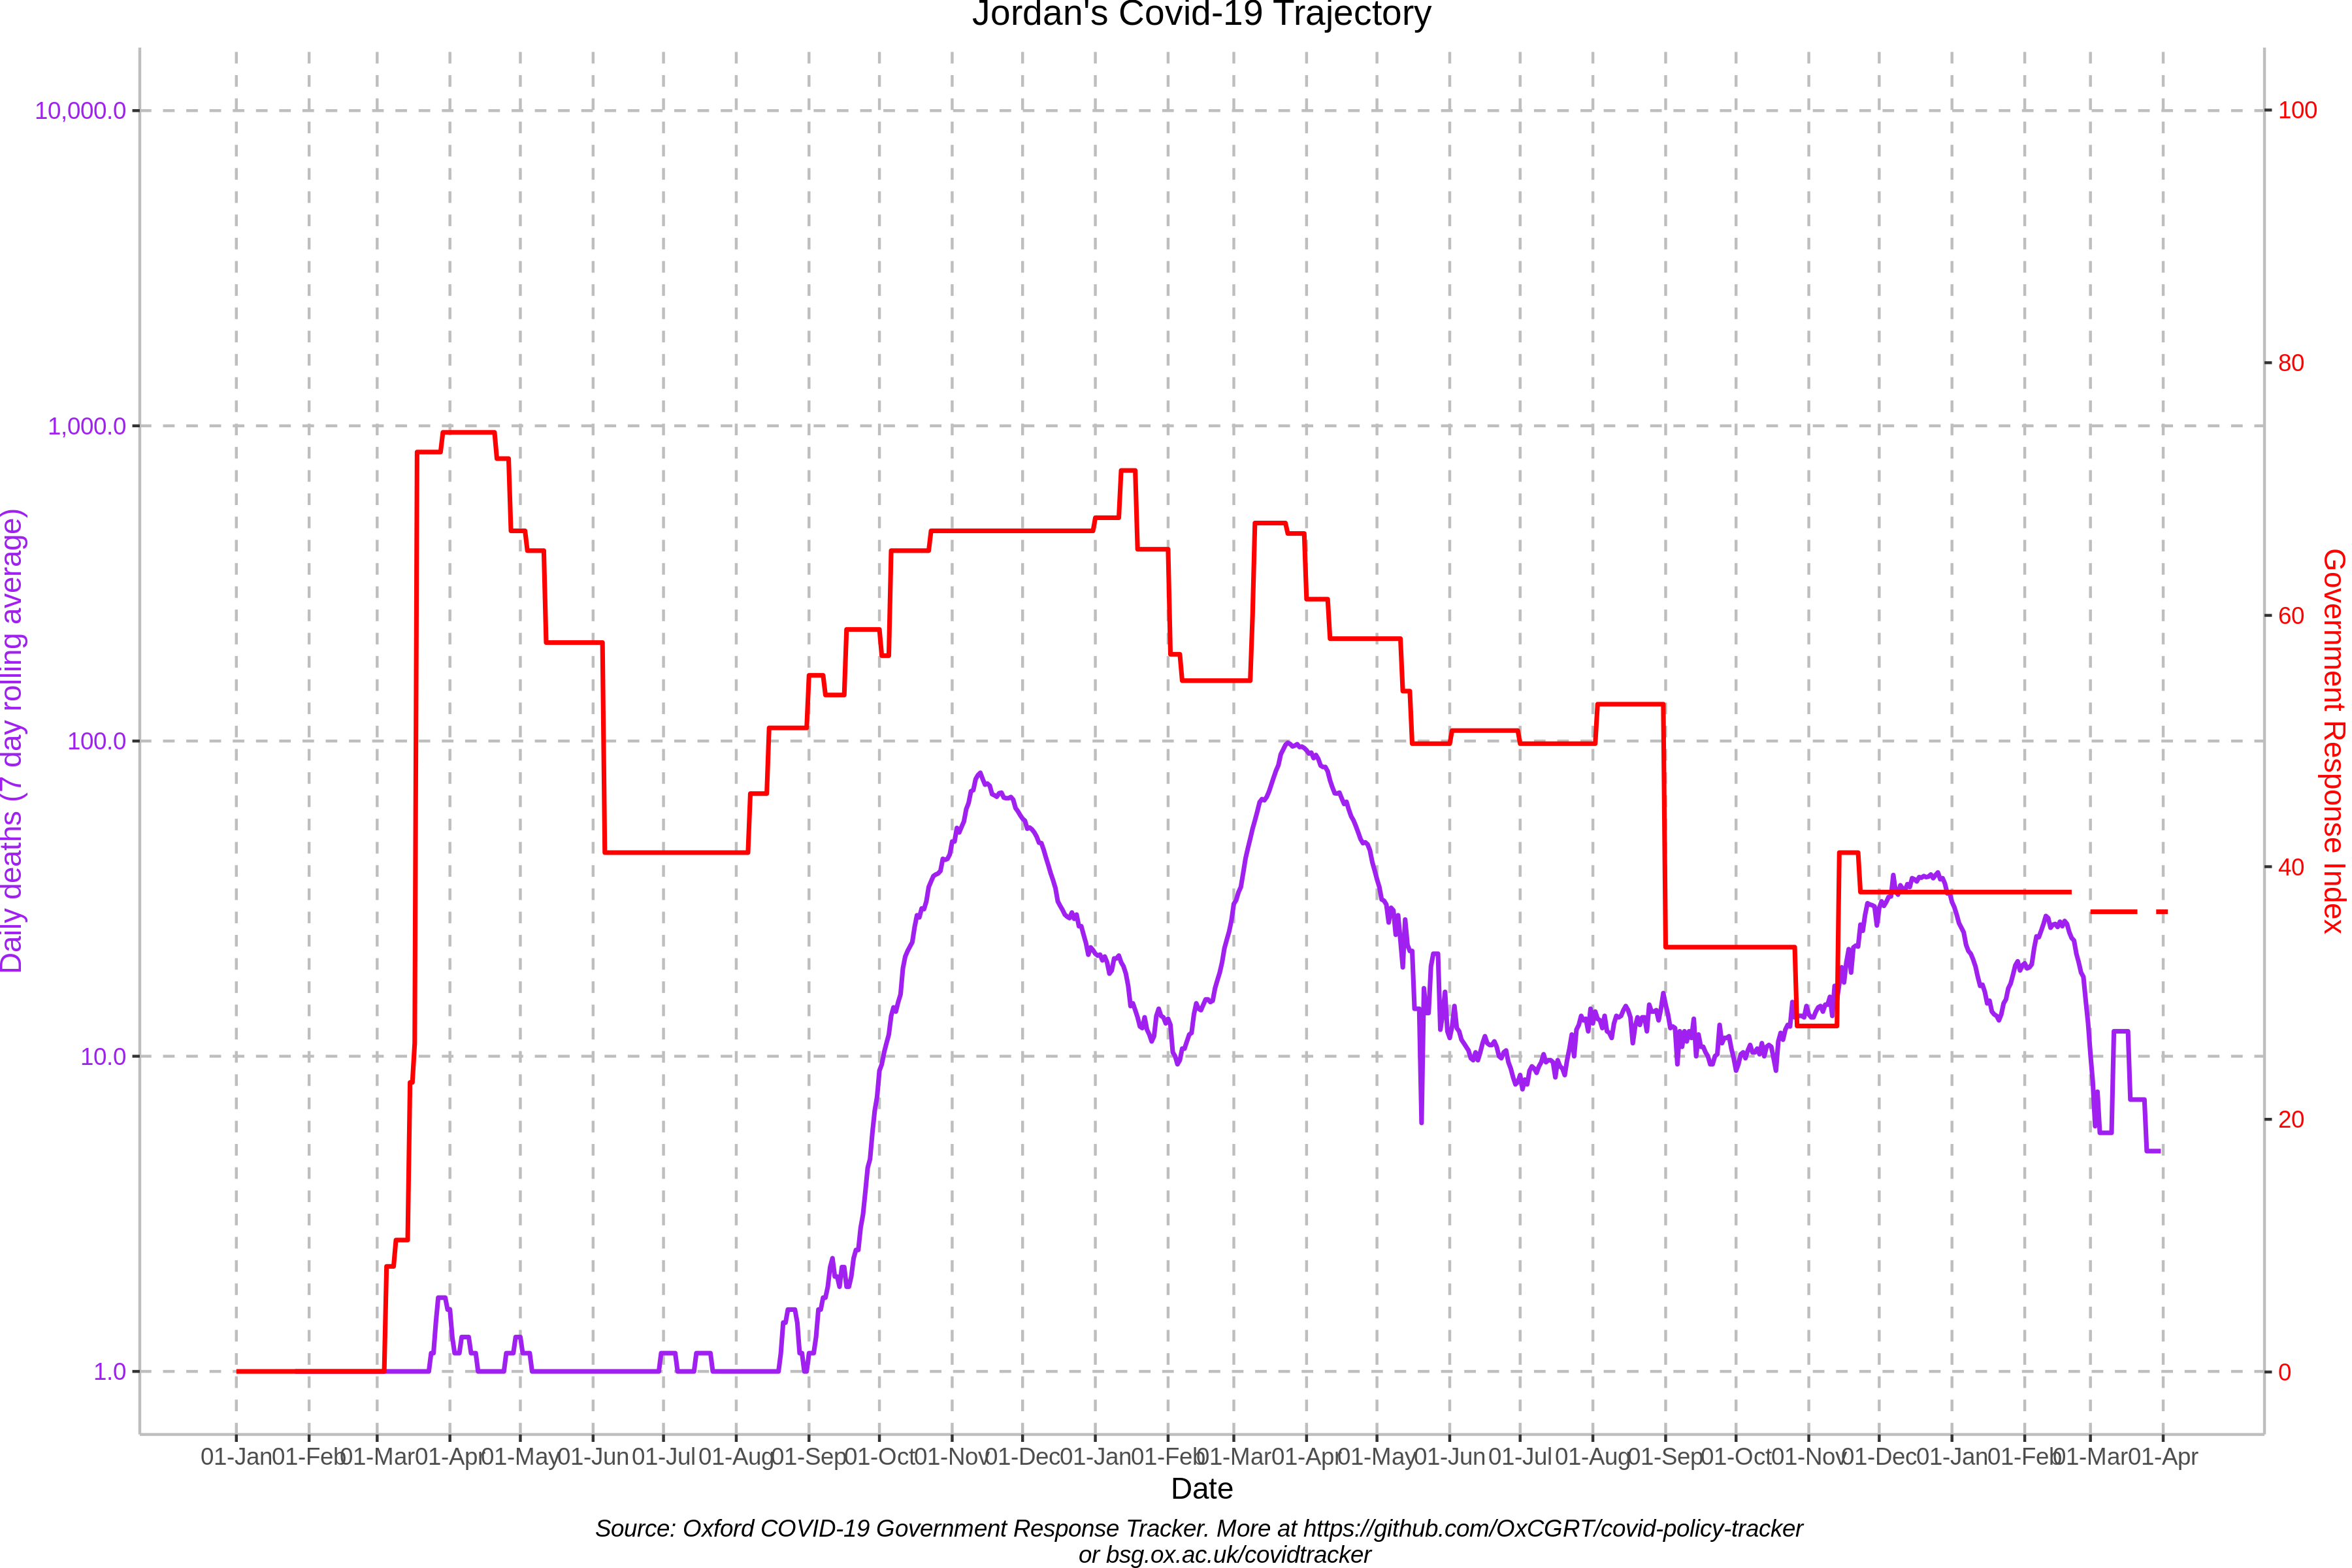 Jordan's Covid-19 Trajectory
10,000.0
1,000.0
100.0
10.0
1.0
Daily deaths (7 day rolling average)
100
80
60
40
20
0
Government Response Index
01-Jan 01-Feb 01-Mar 01-Apr 01-May 01-Jun 01-Jul 01-Aug 01-Sep 01-Oct 01-Nov 01-Dec 01-Jan 01-Feb 01-Mar 01-Apr 01-May 01-Jun 01-Jul 01-Aug 01-Sep 01-Oct 01-Nov 01-Dec 01-Jan 01-Feb 01-Mar 01-Apr
Date
Source: Oxford COVID-19 Government Response Tracker. More at https://github.com/OxCGRT/covid-policy-tracker
or bsg.ox.ac.uk/covidtracker